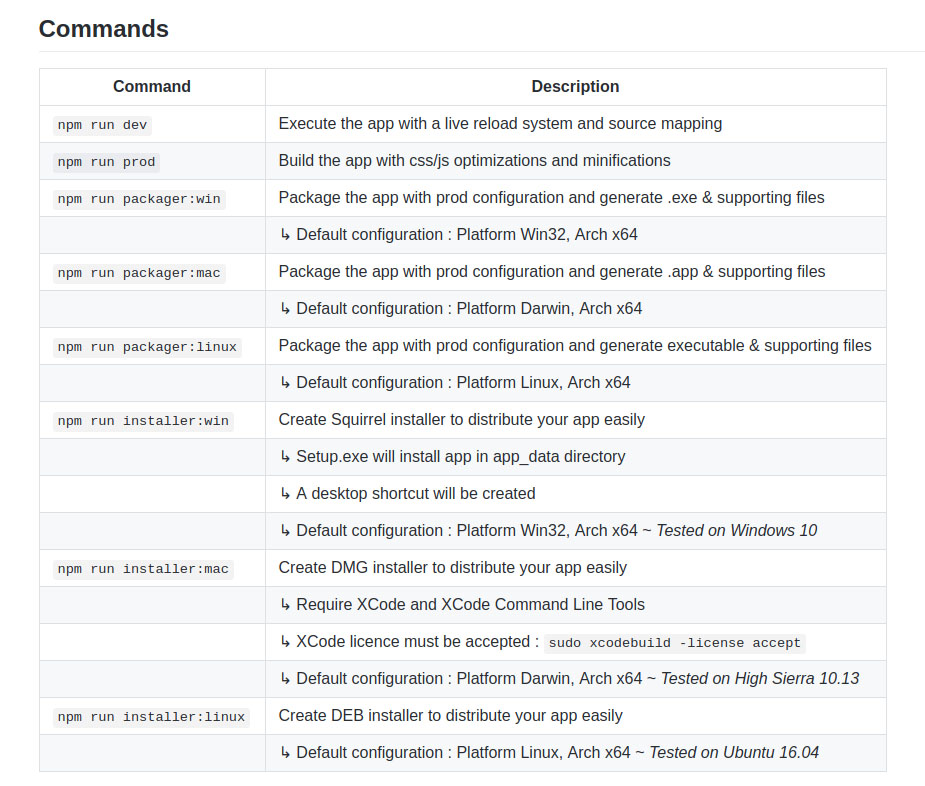 Commands
Command Description
npm run dev Execute the app with a live reload system and source mapping
npm run prod Build the app with css/js optimizations and minifications
npm run packager:win Package the app with prod configuration and generate .exe & supporting files
↳ Default configuration : Platform Win32, Arch x64
npm run packager:mac Package the app with prod configuration and generate .app & supporting files
↳ Default configuration : Platform Darwin, Arch x64
npm run packager:linux Package the app with prod configuration and generate executable & supporting files
↳ Default configuration : Platform Linux, Arch x64
npm run installer:win Create Squirrel installer to distribute your app easily
↳ Setup.exe will install app in app_data directory
↳ A desktop shortcut will be created
↳ Default configuration : Platform Win32, Arch x64 ~ Tested on Windows 10
npm run installer:mac Create DMG installer to distribute your app easily
↳ Require XCode and XCode Command Line Tools
↳ XCode licence must be accepted : sudo xcodebuild -license accept
↳ Default configuration : Platform Darwin, Arch x64 ~ Tested on High Sierra 10.13
npm run installer:linux Create DEB installer to distribute your app easily
↳ Default configuration : Platform Linux, Arch x64 ~ Tested on Ubuntu 16.04